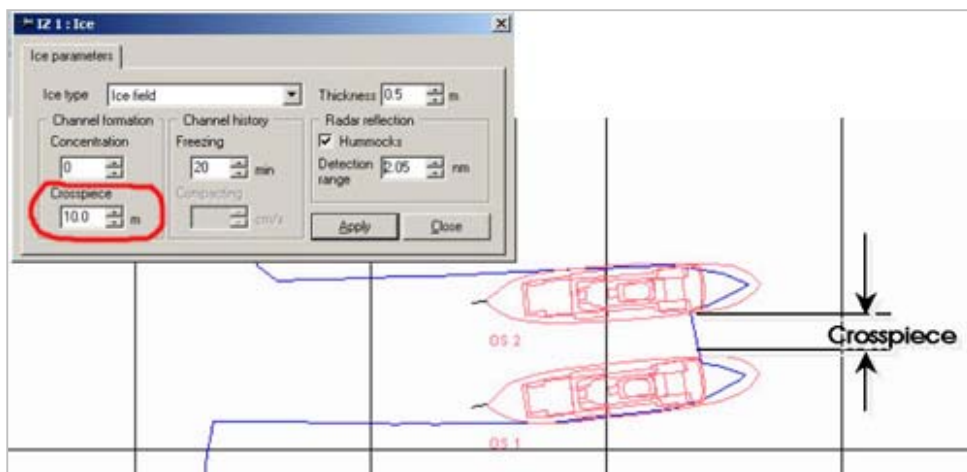 IZ 1 : Ice
Ice parameters
Ice type Ice field Thickness 0.5 m
Channel formation Channel history Radar reflection
Concentration Freezing Hummocks
0 20 min Detection range 2.05 nm
Crosspiece Compacting
10.0 m cm/s
Apply Close
OS 2
Crosspiece
OS 1